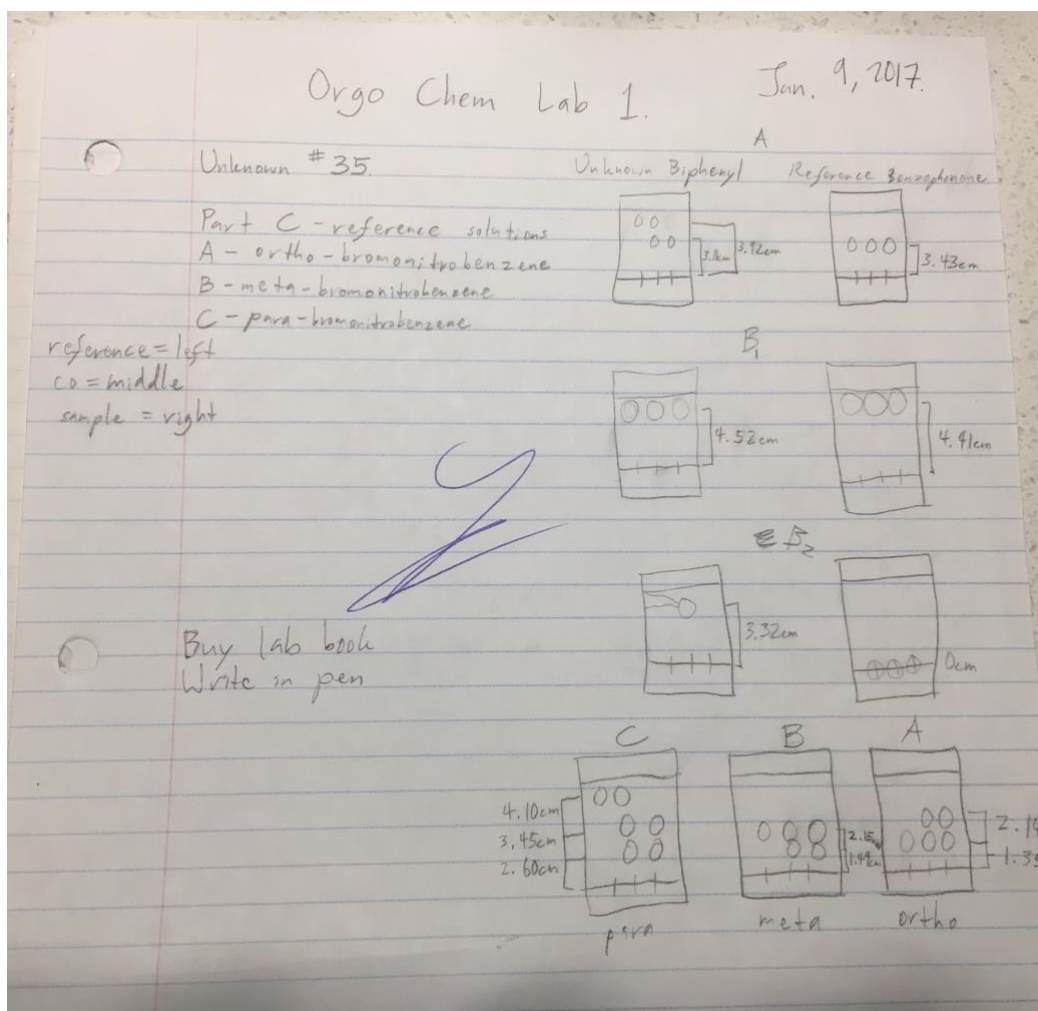 Orgo Chem Lab 1.
Jan. 9, 2017.
Unknown #35.
Part C - reference solutions
A - ortho-bromonitrobenzene
B - meta-bromonitrobenzene
C - para-bromonitrobenzene
reference = left
co = middle
sample = right
A
Unknown Biphenyl
Reference Benzophenone
3.92cm
3.43cm
B1
4.52cm
4.41cm
B2
3.32cm
0cm
Buy lab book
Write in pen
C
4.10cm
3.45cm
2.60cm
para
B
2.15
meta
A
ortho